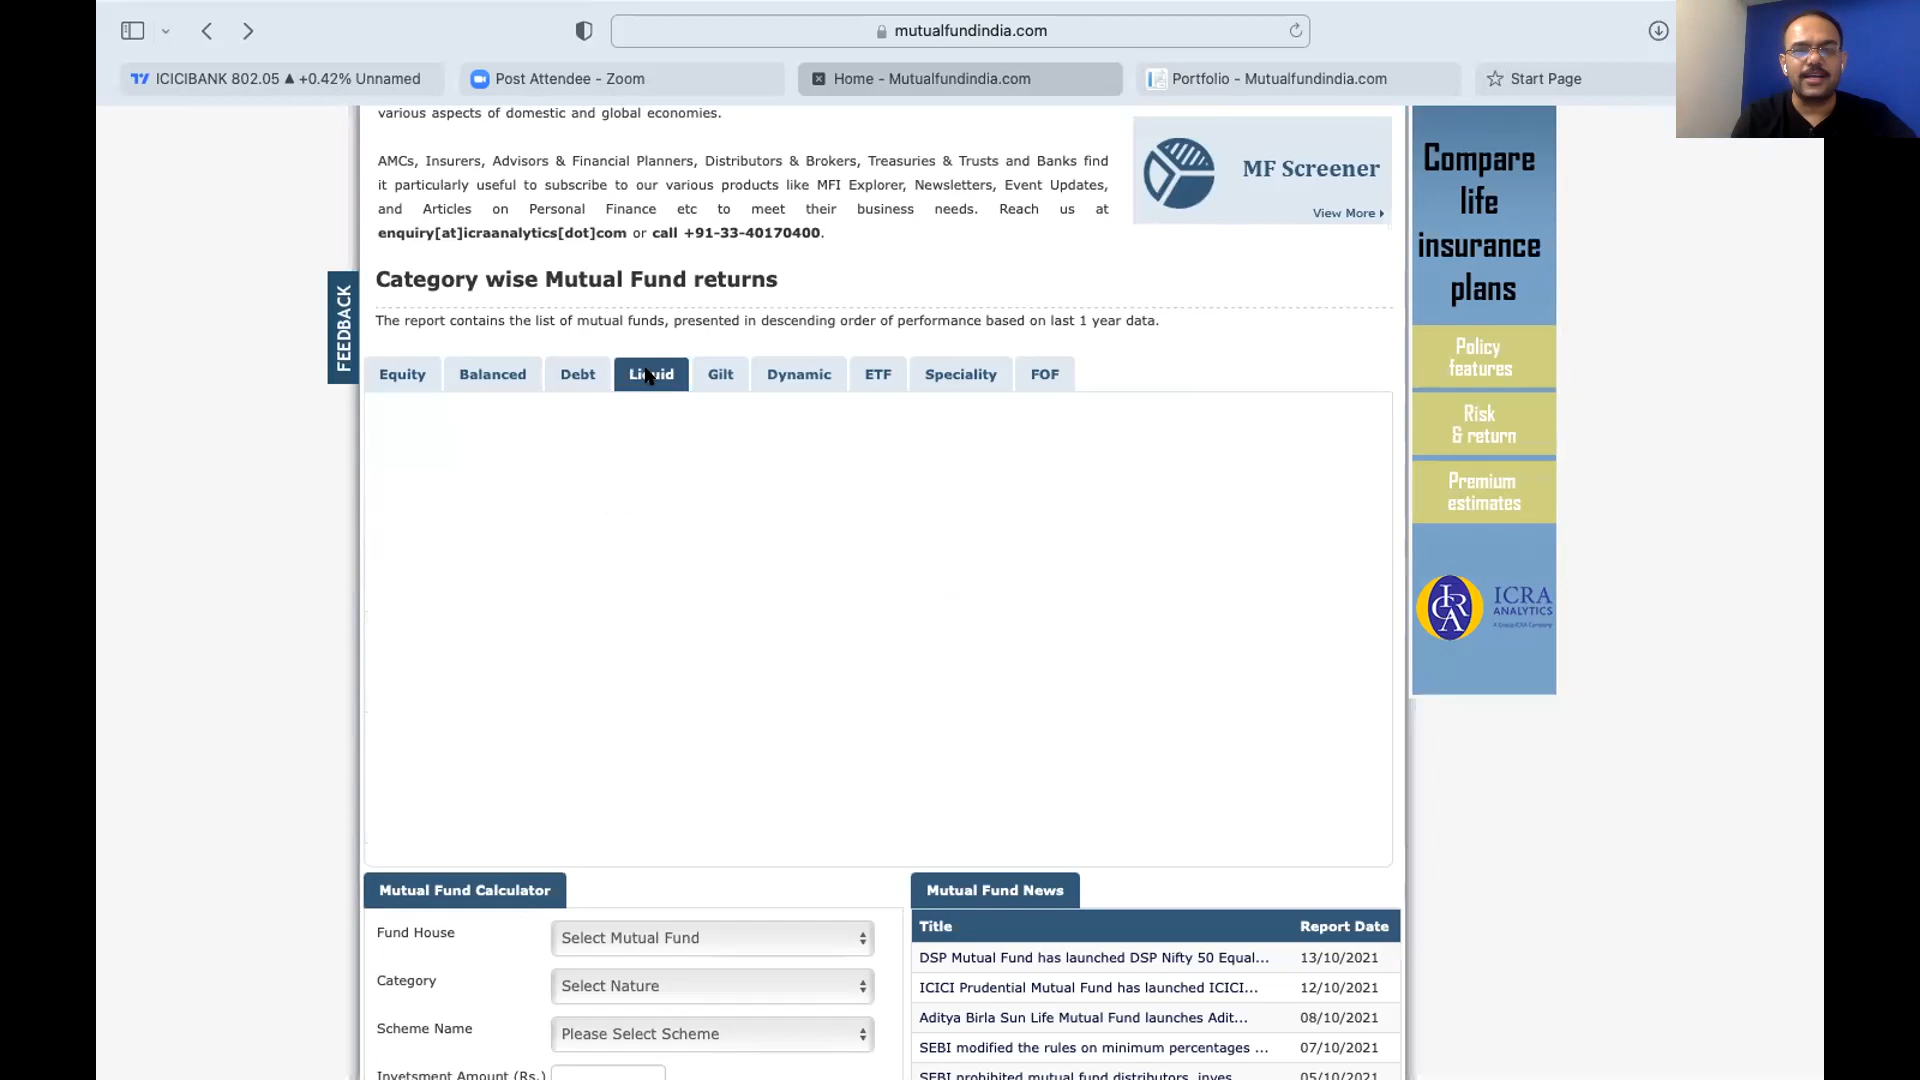 mutualfundindia.com
ICICIBANK 802.05 ▲ +0.42% Unnamed
Post Attendee - Zoom
Home - Mutualfundindia.com
Portfolio - Mutualfundindia.com
Start Page
various aspects of domestic and global economies.
AMCs, Insurers, Advisors & Financial Planners, Distributors & Brokers, Treasuries & Trusts and Banks find
it particularly useful to subscribe to our various products like MFI Explorer, Newsletters, Event Updates,
and Articles on Personal Finance etc to meet their business needs. Reach us at
enquiry[at]icraanalytics[dot]com or call +91-33-40170400.
MF Screener
View More
Compare
life
insurance
plans
Policy
features
Risk
& return
Premium
estimates
ICRA
ICRA
ANALYTICS
FEEDBACK
Category wise Mutual Fund returns
The report contains the list of mutual funds, presented in descending order of performance based on last 1 year data.
Equity
Balanced
Debt
Liquid
Gilt
Dynamic
ETF
Speciality
FOF
Mutual Fund Calculator
Fund House
Select Mutual Fund
Category
Select Nature
Scheme Name
Please Select Scheme
Invetsment Amount (Rs.)
Mutual Fund News
Title Report Date
DSP Mutual Fund has launched DSP Nifty 50 Equal... 13/10/2021
ICICI Prudential Mutual Fund has launched ICICI... 12/10/2021
Aditya Birla Sun Life Mutual Fund launches Adit... 08/10/2021
SEBI modified the rules on minimum percentages ... 07/10/2021
SEBI prohibited mutual fund distributors, inves... 05/10/2021